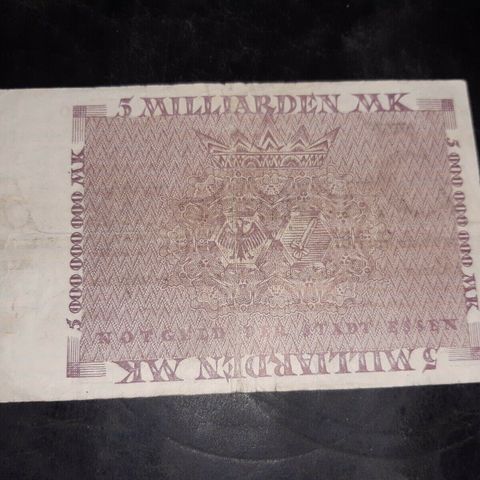 5 MILLIARDEN MK
5 000 000 000 MK
5 000 000 000 MK
NOTGELD DER STADT ESSEN
5 MILLIARDEN MK